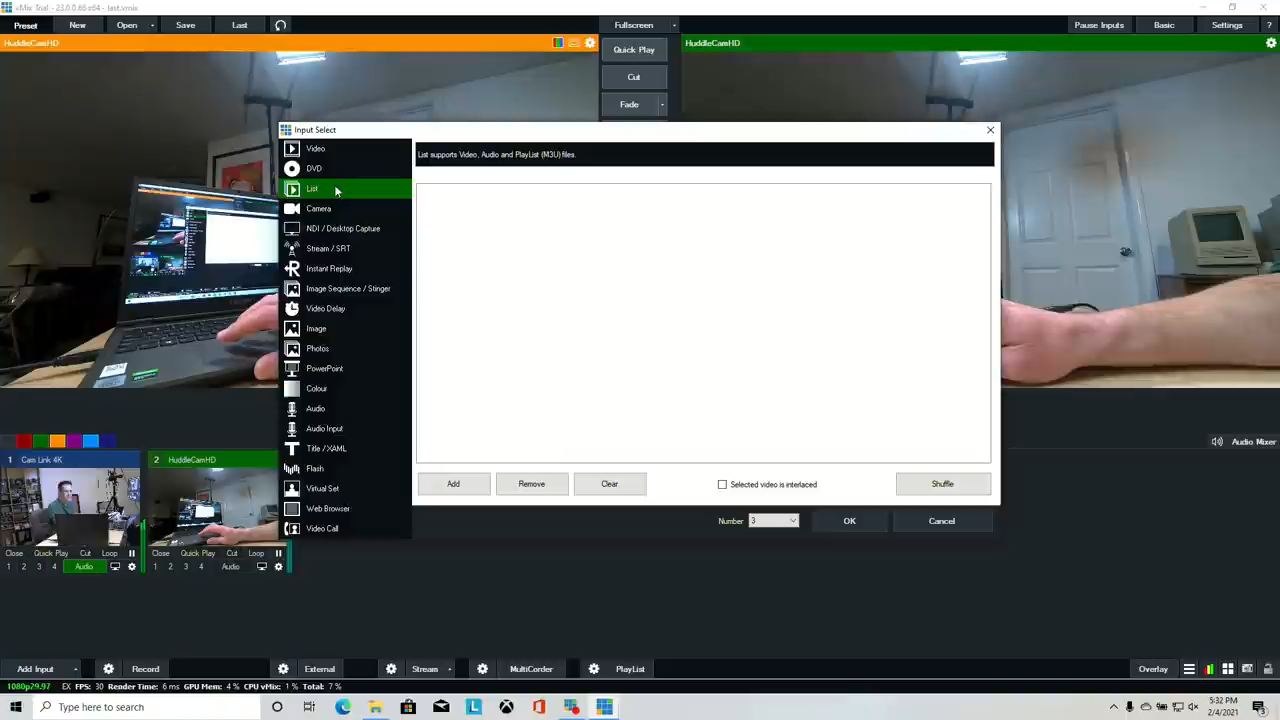 vMix Trial - 23.0.0.66 x64 - last.vmix
Preset New Open Save Last Fullscreen Pause Inputs Basic Settings ?
HuddleCamHD HuddleCamHD
Quick Play
Cut
Fade
Input Select
Video
DVD
List
Camera
NDI / Desktop Capture
Stream / SRT
Instant Replay
Image Sequence / Stinger
Video Delay
Image
Photos
PowerPoint
Colour
Audio
Audio Input
Title / XAML
Flash
Virtual Set
Web Browser
Video Call
List supports Video, Audio and PlayList (M3U) files.
Add Remove Clear Selected video is interlaced Shuffle
Number 3 OK Cancel
Audio Mixer
1 Cam Link 4K 2 HuddleCamHD
Close Quick Play Cut Loop Close Quick Play Cut Loop
1 2 3 4 Audio 1 2 3 4 Audio
Add Input Record External Stream MultiCorder PlayList Overlay
1080p29.97 EX FPS: 30 Render Time: 6 ms GPU Mem: 4 % CPU vMix: 1 % Total: 7 %
Type here to search
5:32 PM
2/4/2021